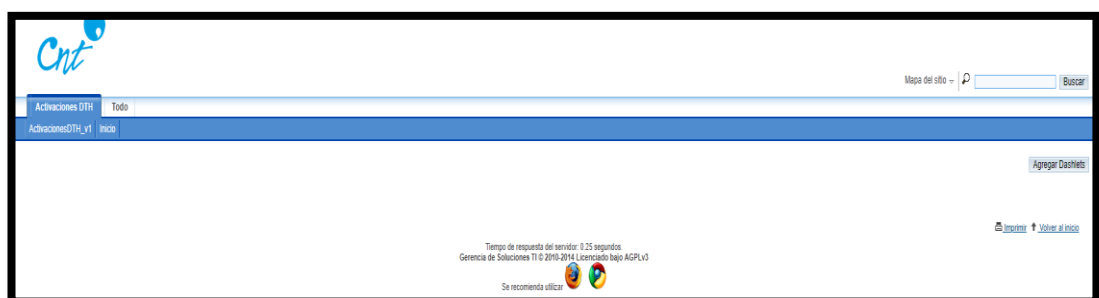 Cnt
Mapa del sitio
Buscar
Activaciones DTH Todo
ActivacionesDTH_v1 Inicio
Agregar Dashlets
Imprimir Volver al inicio
Tiempo de respuesta del servidor: 0.25 segundos.
Gerencia de Soluciones TI © 2010-2014 Licenciado bajo AGPLv3
Se recomienda utilizar